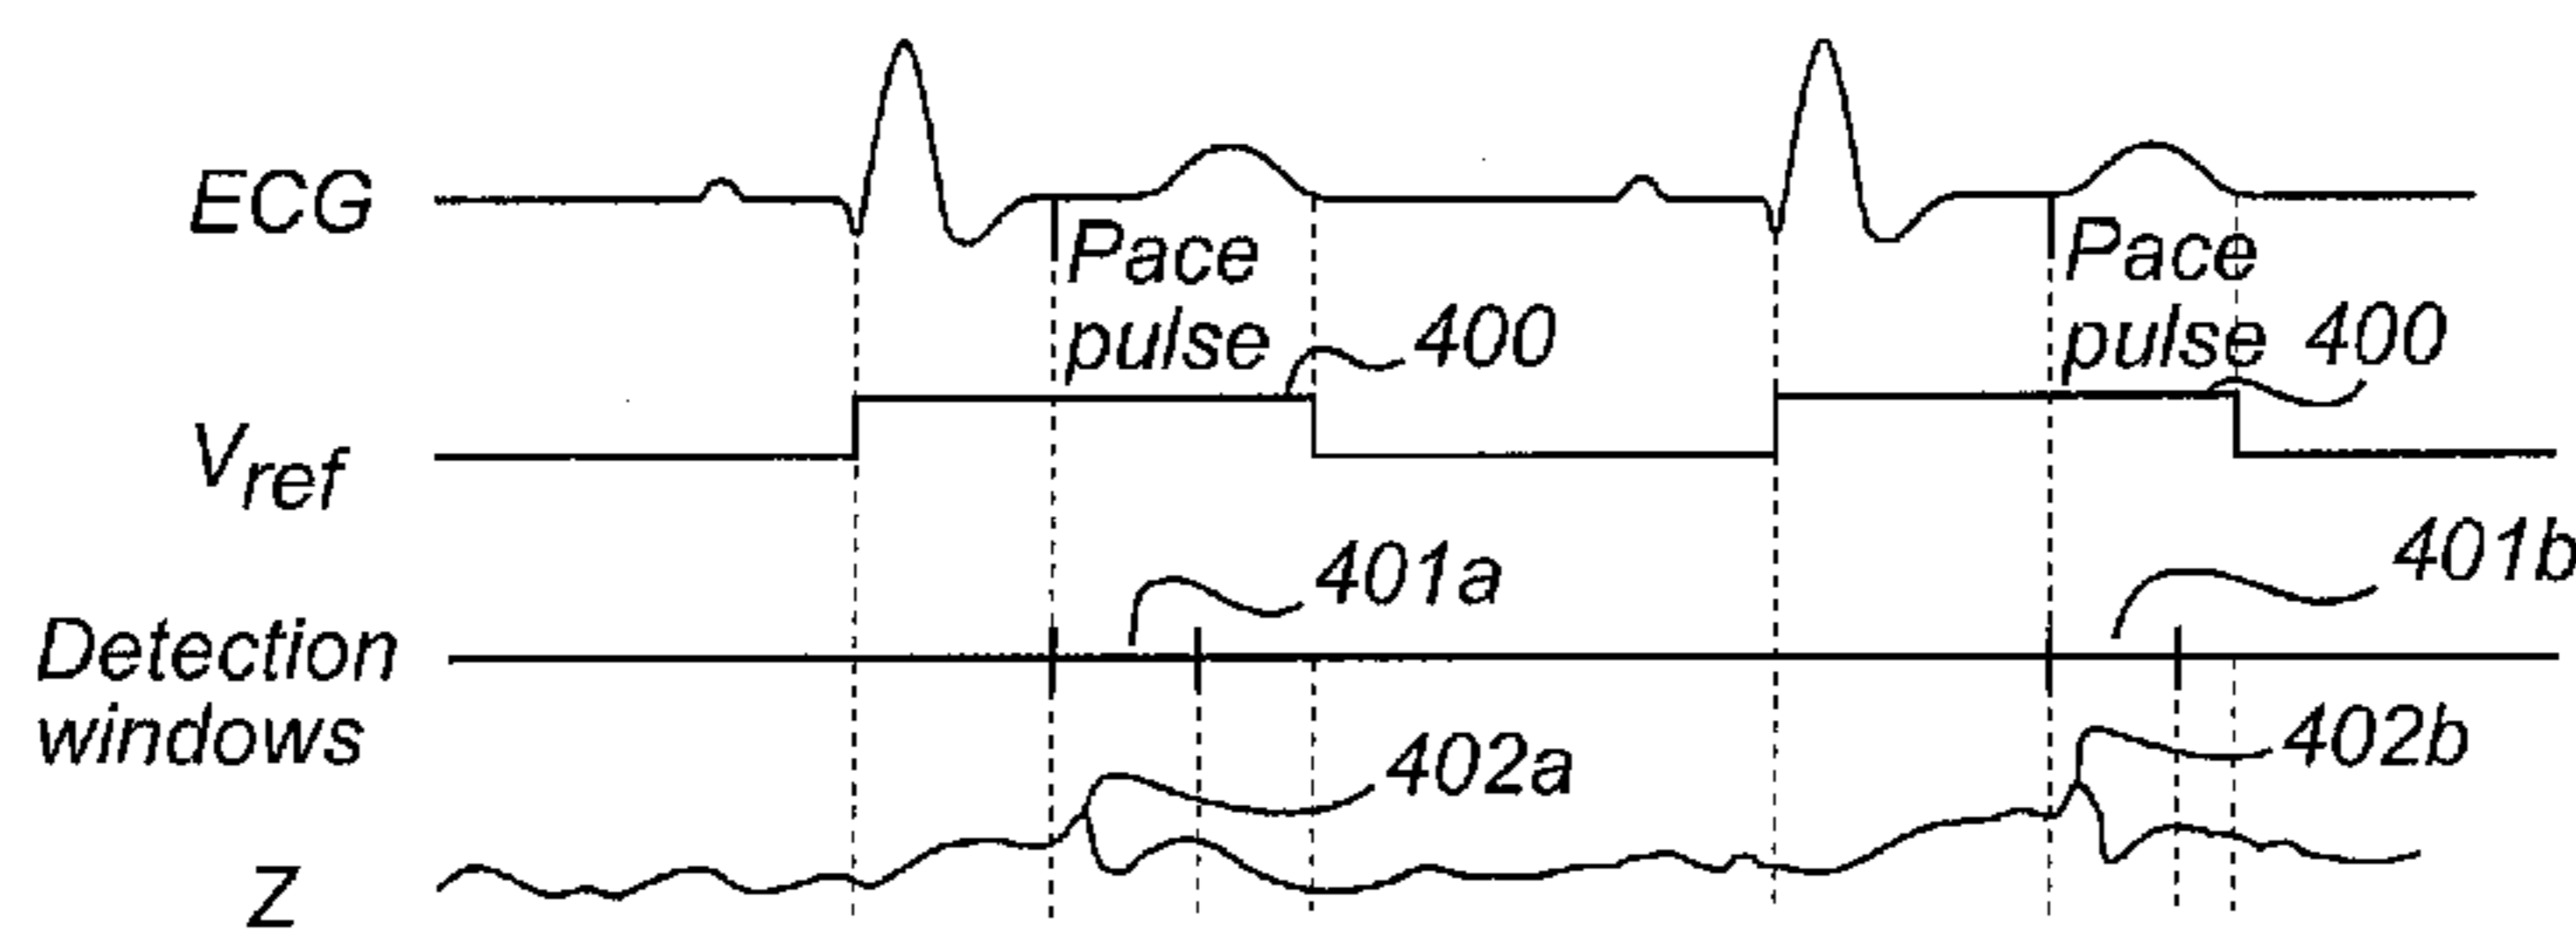 ECG
Pace
pulse
400
Pace
pulse
400
Vref
401a
401b
Detection
windows
402a
402b
Z